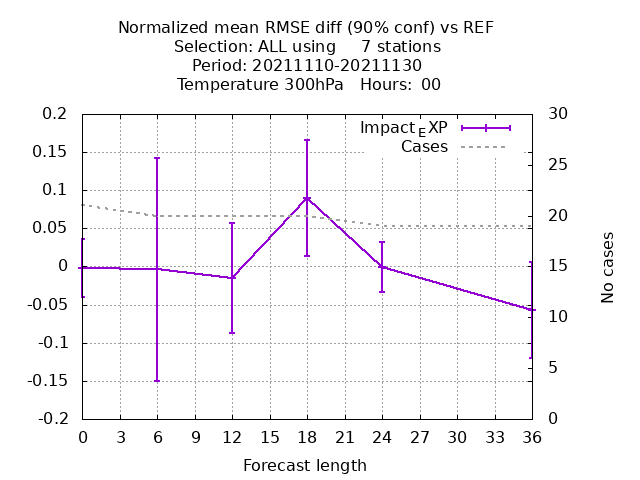 Normalized mean RMSE diff (90% conf) vs REF
Selection: ALL using     7 stations
Period: 20211110-20211130
Temperature 300hPa   Hours:  00
Impact_EXP
Cases
0.2
0.15
0.1
0.05
0
-0.05
-0.1
-0.15
-0.2
30
25
20
15
10
5
0
No cases
0 3 6 9 12 15 18 21 24 27 30 33 36
Forecast length